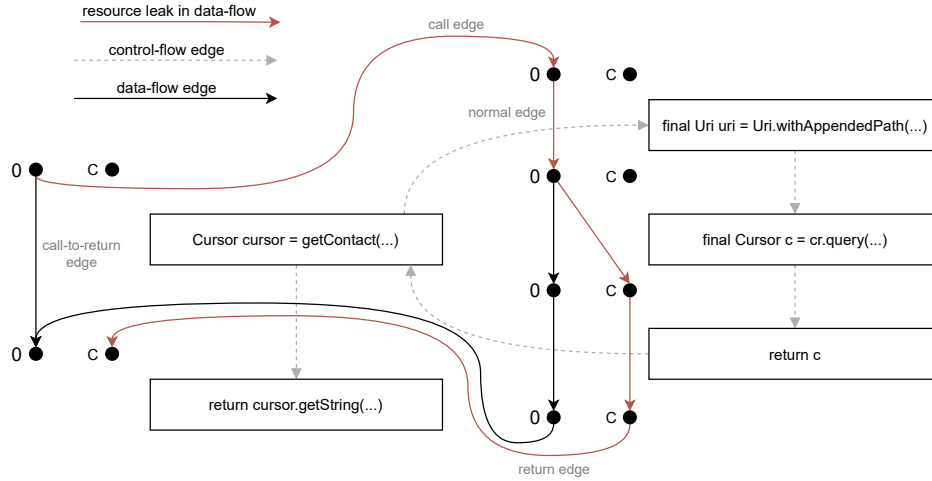 resource leak in data-flow
call edge
control-flow edge
data-flow edge
0 C
normal edge
final Uri uri = Uri.withAppendedPath(...)
0 C
0 C
Cursor cursor = getContact(...)
final Cursor c = cr.query(...)
call-to-return
edge
0 C
0 C
return c
return cursor.getString(...)
0 C
return edge